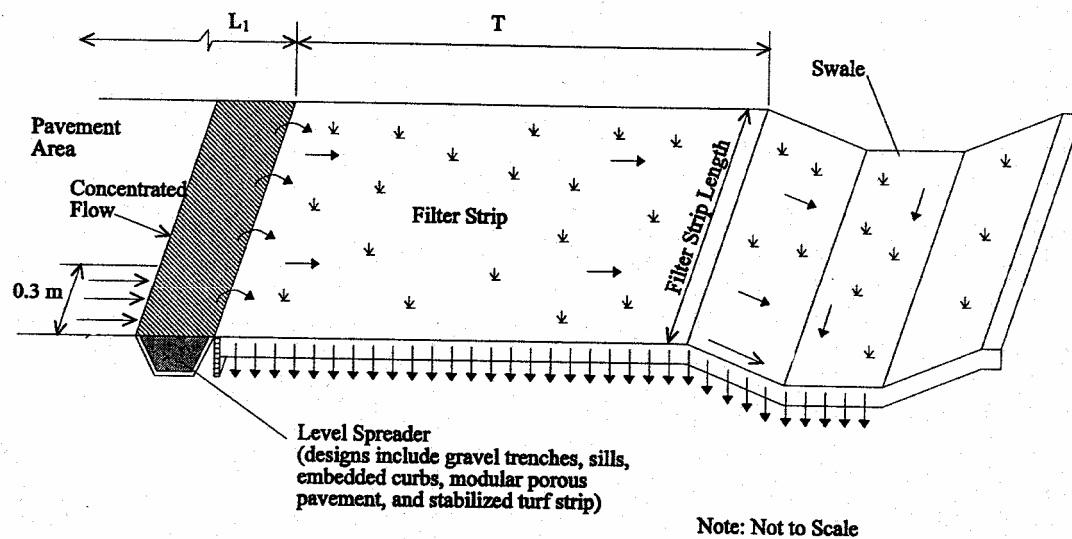 L₁
T
Swale
Pavement
Area
Concentrated
Flow
Filter Strip
Filter Strip Length
0.3 m
Level Spreader
(designs include gravel trenches, sills,
embedded curbs, modular porous
pavement, and stabilized turf strip)
Note: Not to Scale